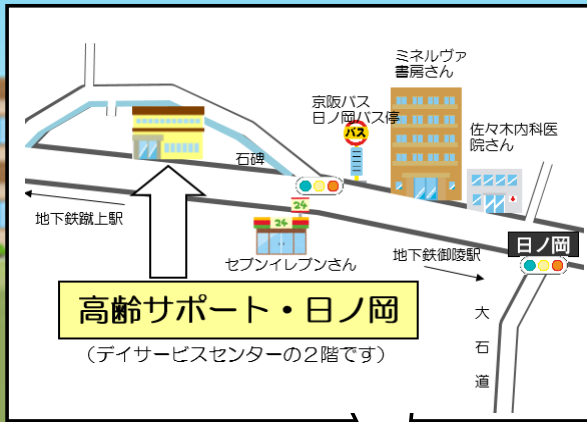 ミネルヴァ
書房さん
京阪バス
日ノ岡バス停
バス
佐々木内科医
院さん
石碑
24
24
地下鉄蹴上駅
セブンイレブンさん
地下鉄御陵駅
日ノ岡
高齢サポート・日ノ岡
(デイサービスセンターの2階です)
大石道